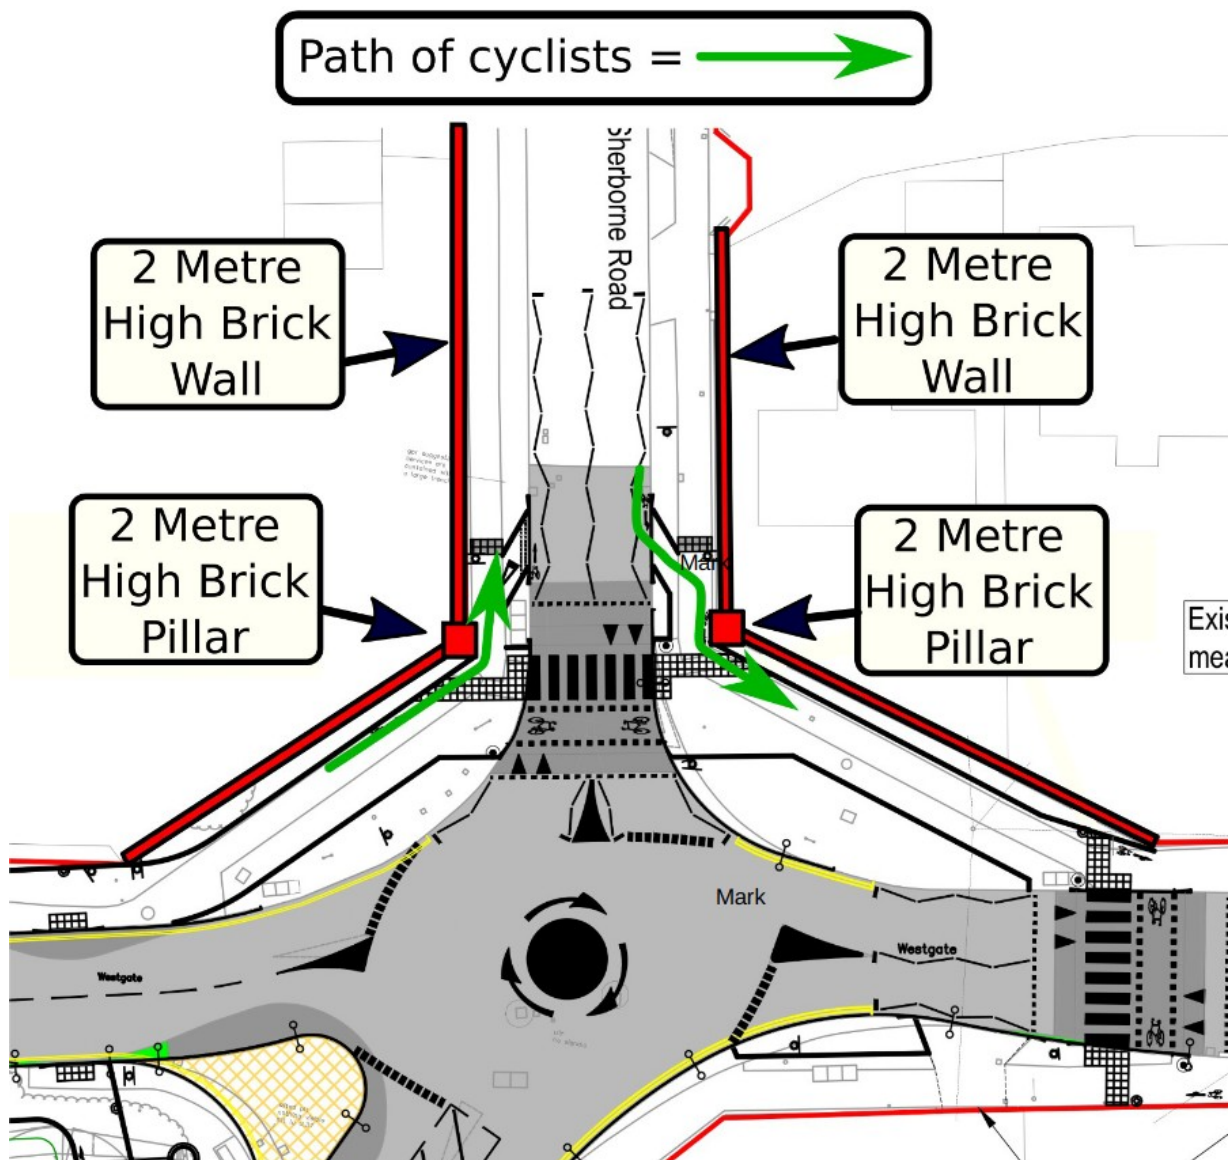 Path of cyclists =
Sherborne Road
2 Metre
High Brick
Wall
2 Metre
High Brick
Wall
2 Metre
High Brick
Pillar
2 Metre
High Brick
Pillar
Mark
Exis
mea
Mark
Westgate
Westgate